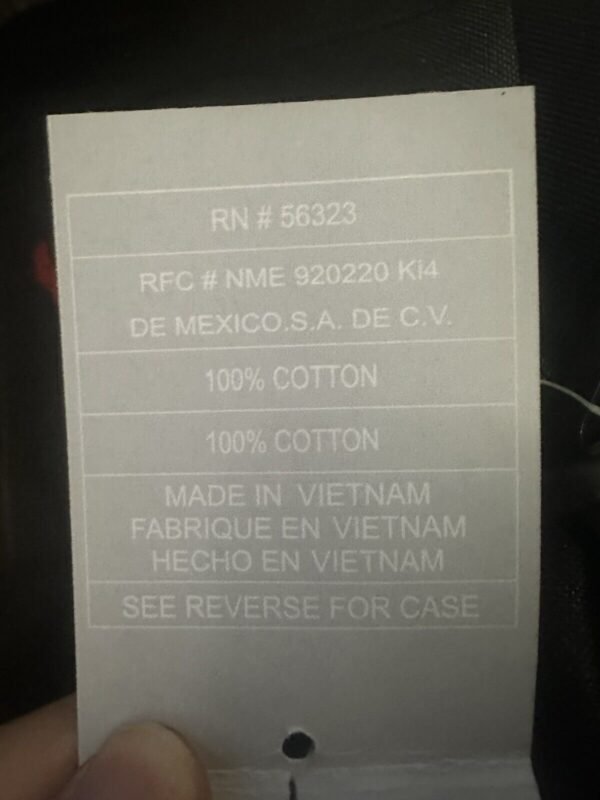 RN # 56323
RFC # NME 920220 Ki4
DE MEXICO.S.A. DE C.V.
100% COTTON
100% COTTON
MADE IN VIETNAM
FABRIQUE EN VIETNAM
HECHO EN VIETNAM
SEE REVERSE FOR CASE